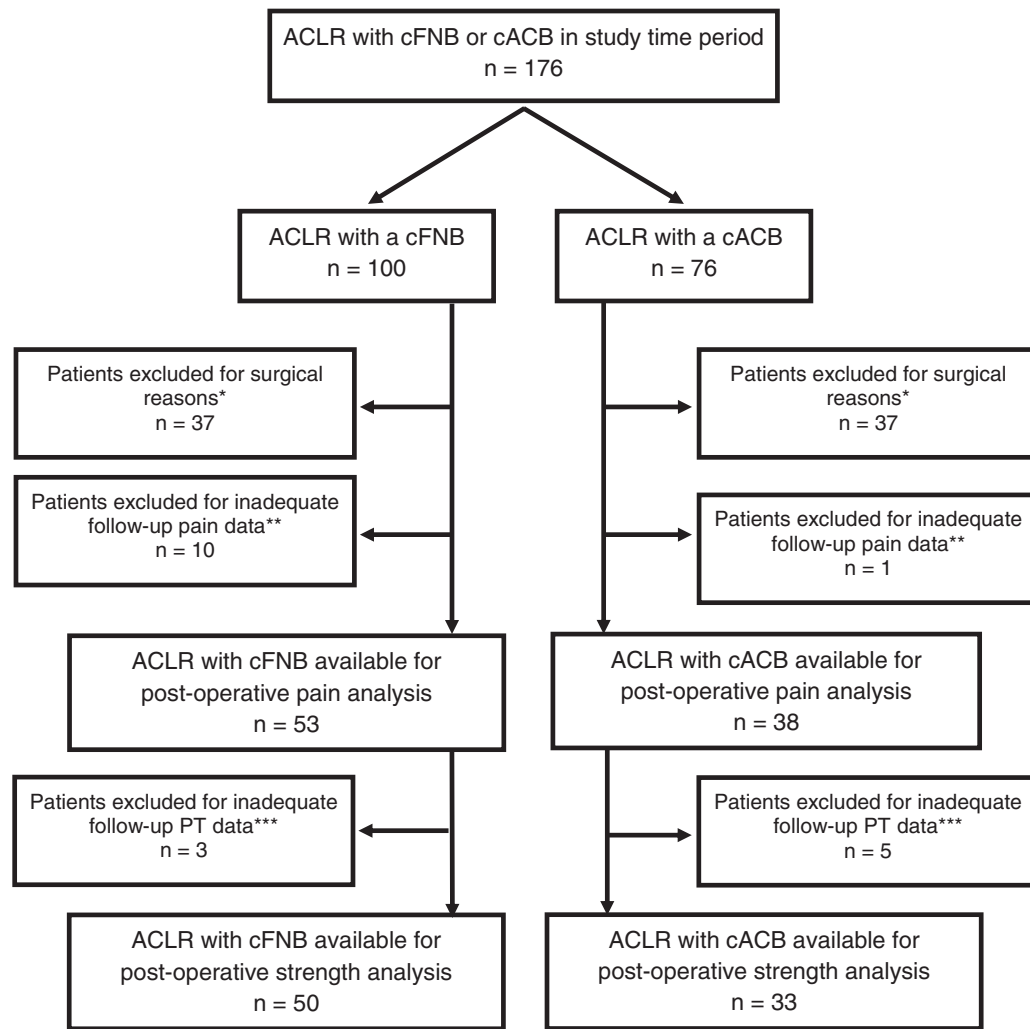 ACLR with cFNB or cACB in study time period
n = 176
ACLR with a cFNB
n = 100
ACLR with a cACB
n = 76
Patients excluded for surgical
reasons*
n = 37
Patients excluded for surgical
reasons*
n = 37
Patients excluded for inadequate
follow-up pain data**
n = 10
Patients excluded for inadequate
follow-up pain data**
n = 1
ACLR with cFNB available for
post-operative pain analysis
n = 53
ACLR with cACB available for
post-operative pain analysis
n = 38
Patients excluded for inadequate
follow-up PT data***
n = 3
Patients excluded for inadequate
follow-up PT data***
n = 5
ACLR with cFNB available for
post-operative strength analysis
n = 50
ACLR with cACB available for
post-operative strength analysis
n = 33